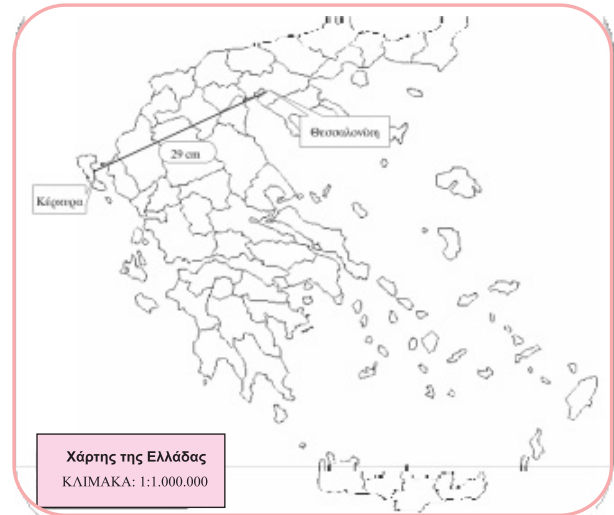 Θεσσαλονίκη
29 cm
Κέρκυρα
Χάρτης της Ελλάδας
ΚΛΙΜΑΚΑ: 1:1.000.000